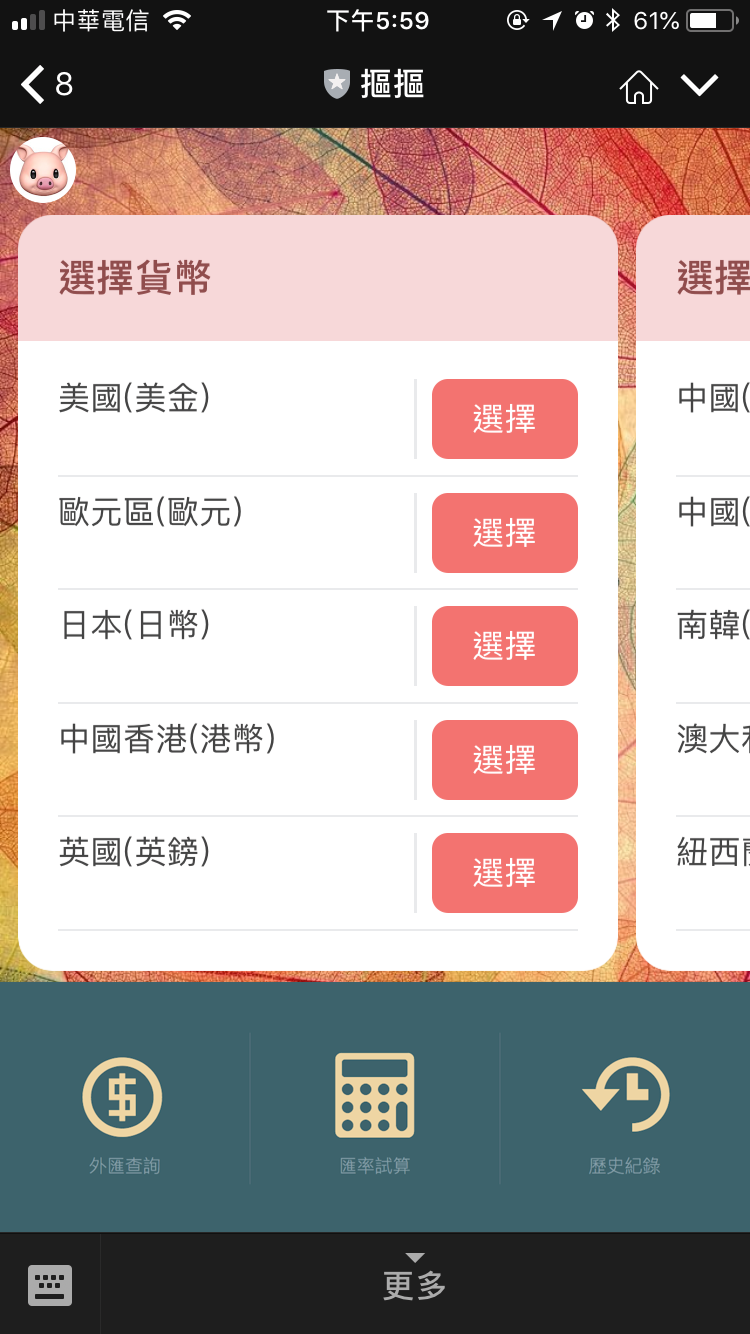 中華電信 下午5:59 61%
8 摳摳
選擇貨幣
美國(美金) 選擇
歐元區(歐元) 選擇
日本(日幣) 選擇
中國香港(港幣) 選擇
英國(英鎊) 選擇
選擇
中國(
中國(
南韓(
澳大利
紐西蘭
外匯查詢 匯率試算 歷史紀錄
更多